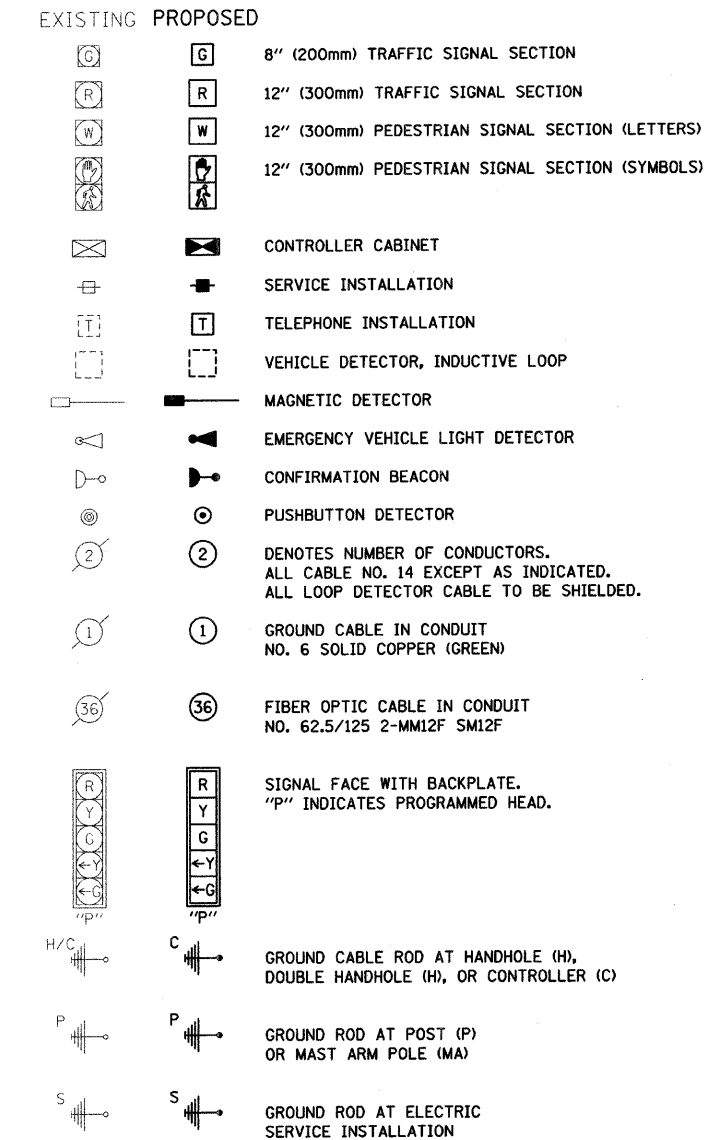 EXISTING PROPOSED
G G 8" (200mm) TRAFFIC SIGNAL SECTION
R R 12" (300mm) TRAFFIC SIGNAL SECTION
W W 12" (300mm) PEDESTRIAN SIGNAL SECTION (LETTERS)
12" (300mm) PEDESTRIAN SIGNAL SECTION (SYMBOLS)
CONTROLLER CABINET
SERVICE INSTALLATION
T T TELEPHONE INSTALLATION
VEHICLE DETECTOR, INDUCTIVE LOOP
MAGNETIC DETECTOR
EMERGENCY VEHICLE LIGHT DETECTOR
CONFIRMATION BEACON
PUSHBUTTON DETECTOR
2 2 DENOTES NUMBER OF CONDUCTORS.
ALL CABLE NO. 14 EXCEPT AS INDICATED.
ALL LOOP DETECTOR CABLE TO BE SHIELDED.
1 1 GROUND CABLE IN CONDUIT
NO. 6 SOLID COPPER (GREEN)
36 36 FIBER OPTIC CABLE IN CONDUIT
NO. 62.5/125 2-MM12F SM12F
R R SIGNAL FACE WITH BACKPLATE.
Y Y "P" INDICATES PROGRAMMED HEAD.
G G
←Y ←Y
←G ←G
"P" "P"
H/C C GROUND CABLE ROD AT HANDHOLE (H),
DOUBLE HANDHOLE (H), OR CONTROLLER (C)
P P GROUND ROD AT POST (P)
OR MAST ARM POLE (MA)
S S GROUND ROD AT ELECTRIC
SERVICE INSTALLATION